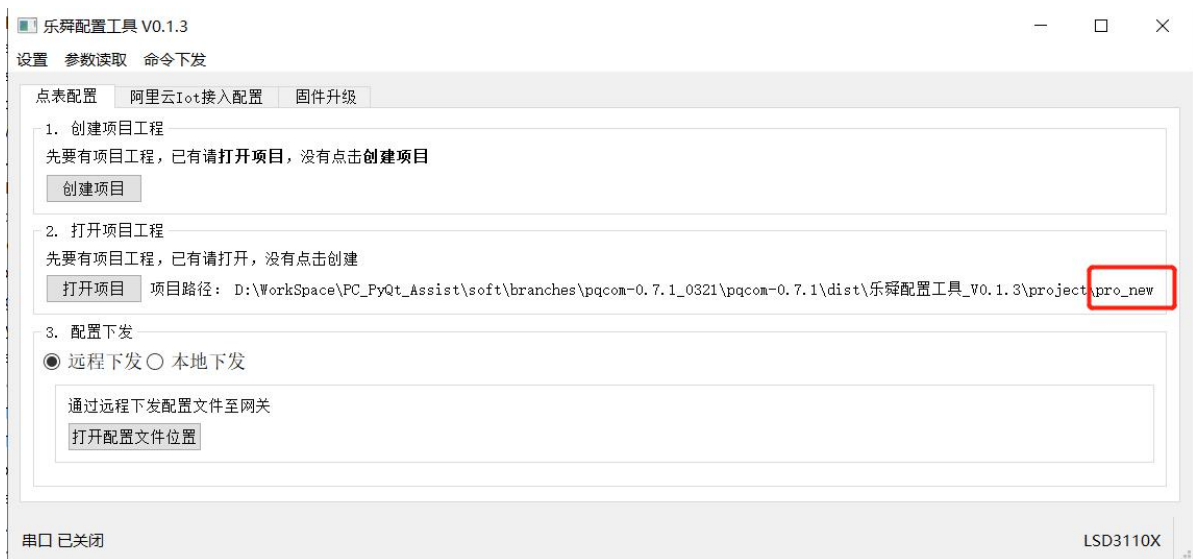 乐舜配置工具 V0.1.3
设置 参数读取 命令下发
点表配置 阿里云Iot接入配置 固件升级
1. 创建项目工程
先要有项目工程，已有请打开项目，没有点击创建项目
创建项目
2. 打开项目工程
先要有项目工程，已有请打开，没有点击创建
打开项目 项目路径： D:\WorkSpace\PC_PyQt_Assist\soft\branches\pqcom-0.7.1_0321\pqcom-0.7.1\dist\乐舜配置工具_V0.1.3\project\pro_new
3. 配置下发
远程下发 本地下发
通过远程下发配置文件至网关
打开配置文件位置
串口 已关闭 LSD3110X